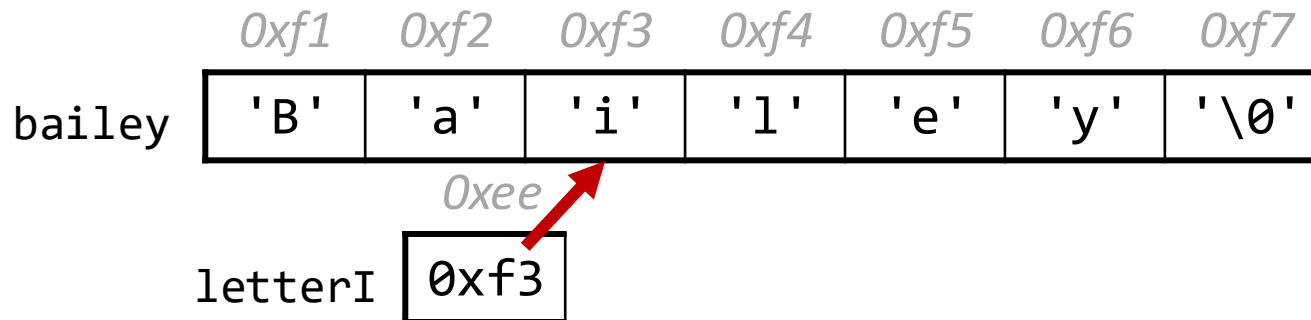 0xf1 0xf2 0xf3 0xf4 0xf5 0xf6 0xf7
bailey 'B' 'a' 'i' 'l' 'e' 'y' '\0'
0xee
letterI 0xf3